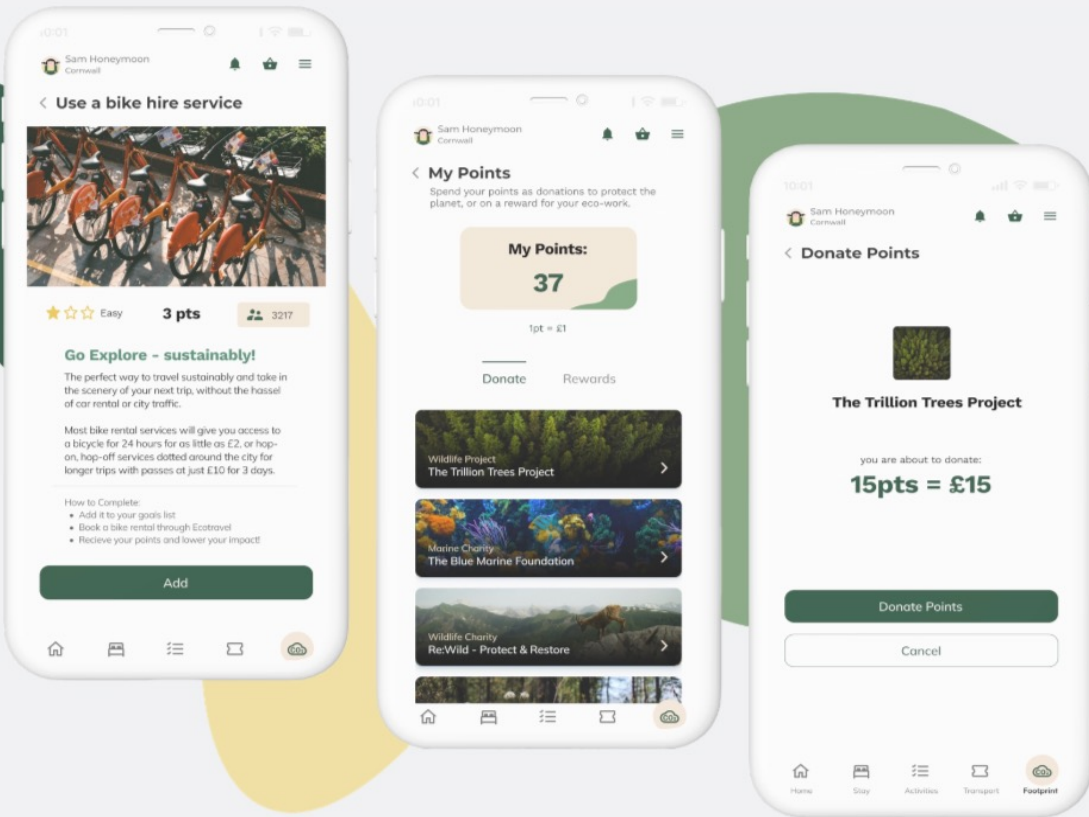 10:01
Sam Honeymoon
Cornwall
< Use a bike hire service
Easy
3 pts
3217
Go Explore - sustainably!
The perfect way to travel sustainably and take in
the scenery of your next trip, without the hassel
of car rental or city traffic.
Most bike rental services will give you access to
a bicycle for 24 hours for as little as £2, or hop-
on, hop-off services dotted around the city for
longer trips with passes at just £10 for 3 days.
How to Complete:
• Add it to your goals list
• Book a bike rental through Ecotravel
• Recieve your points and lower your impact!
Add
CO₂
10:01
Sam Honeymoon
Cornwall
< My Points
Spend your points as donations to protect the
planet, or on a reward for your eco-work.
My Points:
37
1pt = £1
Donate
Rewards
Wildlife Project
The Trillion Trees Project
Marine Charity
The Blue Marine Foundation
Wildlife Charity
Re:Wild - Protect & Restore
CO₂
10:01
Sam Honeymoon
Cornwall
< Donate Points
The Trillion Trees Project
you are about to donate:
15pts = £15
Donate Points
Cancel
CO₂
Home
Stay
Activities
Transport
Footprint